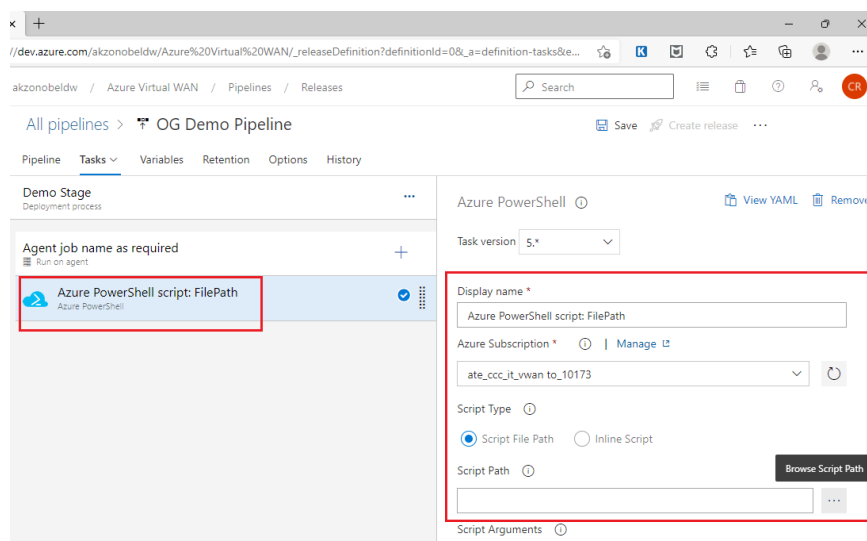 //dev.azure.com/akzonobeldw/Azure%20Virtual%20WAN/_releaseDefinition?definitionId=0&_a=definition-tasks&e...
akzonobeldw / Azure Virtual WAN / Pipelines / Releases
Search
CR
All pipelines > OG Demo Pipeline
Save Create release ...
Pipeline Tasks Variables Retention Options History
Demo Stage
Deployment process
Agent job name as required
Run on agent
Azure PowerShell script: FilePath
Azure PowerShell
Azure PowerShell
View YAML Remove
Task version 5.*
Display name *
Azure PowerShell script: FilePath
Azure Subscription * | Manage
ate_ccc_it_vwan to_10173
Script Type
Script File Path Inline Script
Script Path
Browse Script Path
Script Arguments